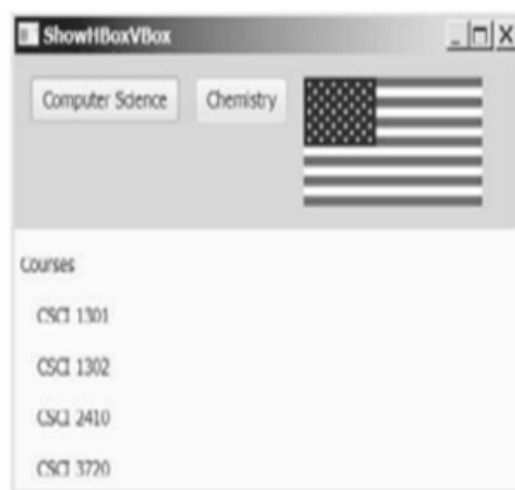 ShowHBoxVBox
Computer Science
Chemistry
Courses
CSCI 1301
CSCI 1302
CSCI 2410
CSCI 3720